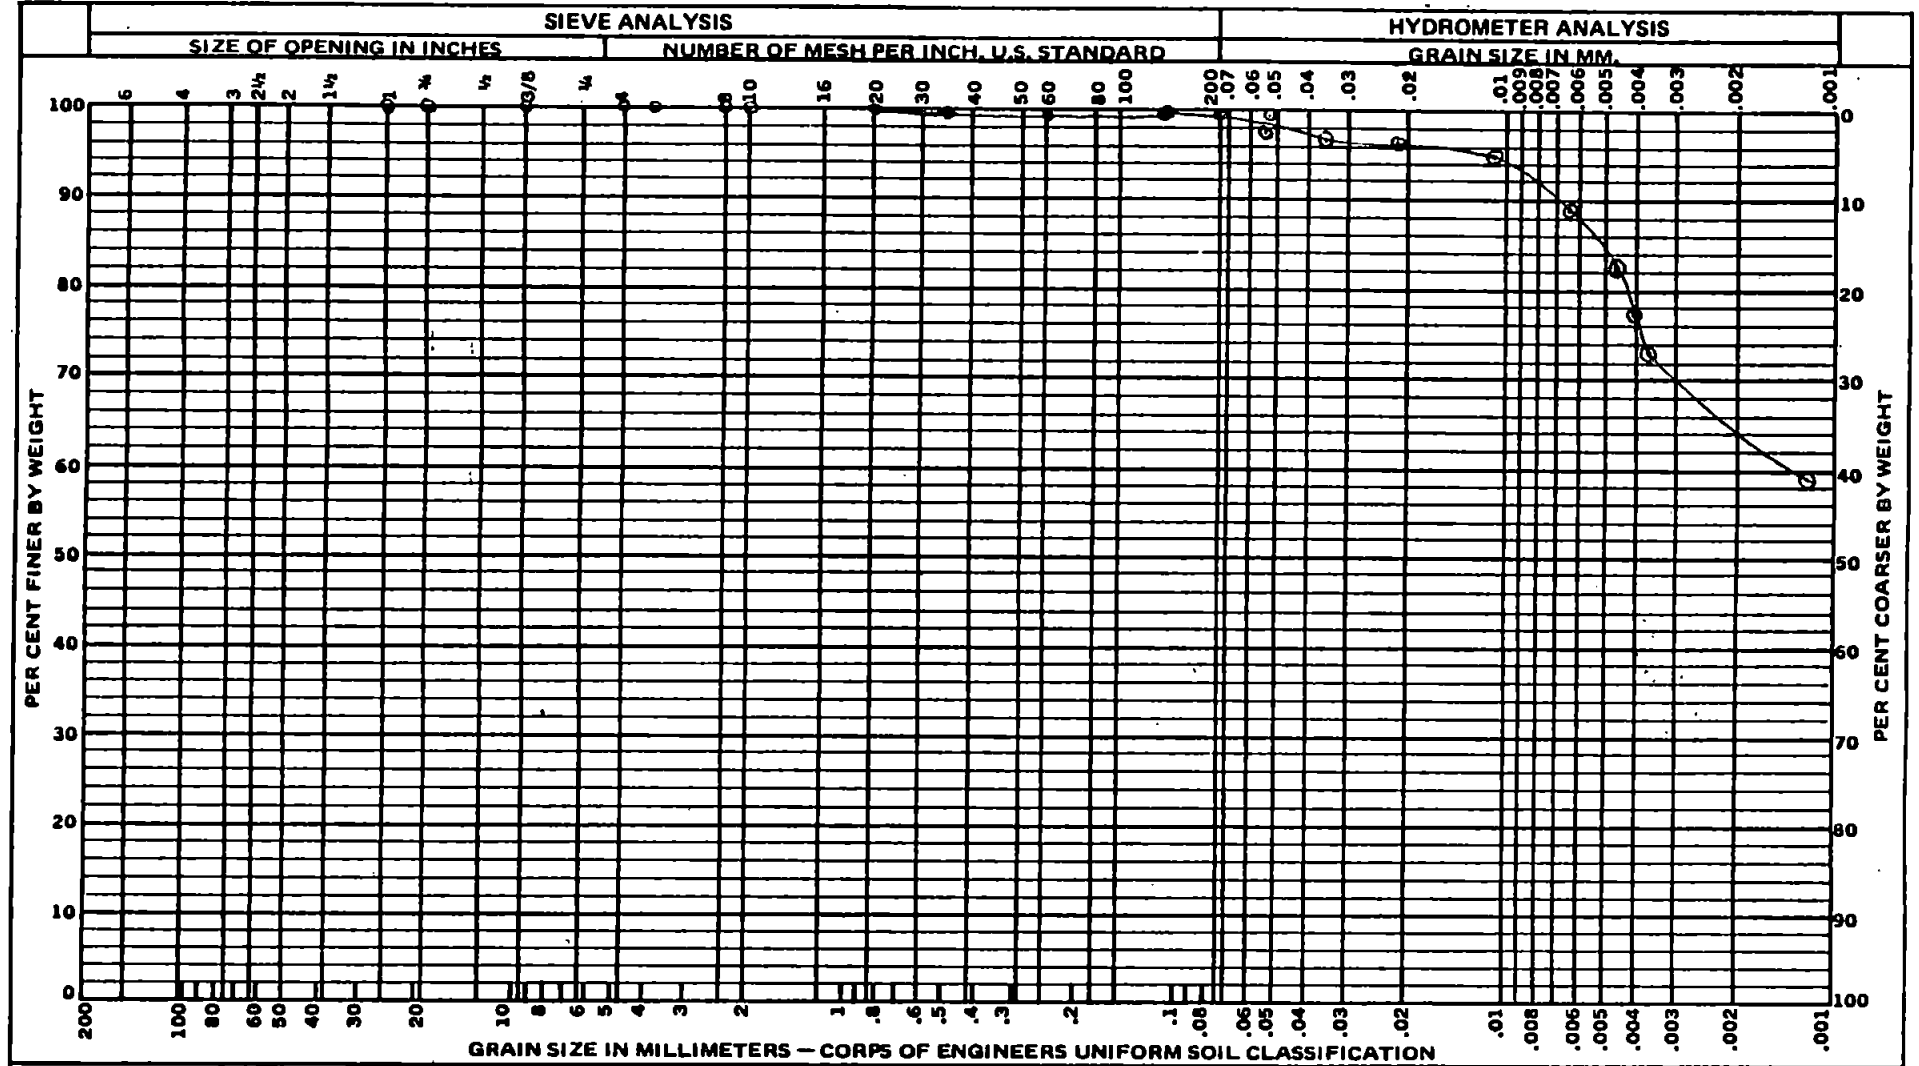 SIEVE ANALYSIS
HYDROMETER ANALYSIS
SIZE OF OPENING IN INCHES
NUMBER OF MESH PER INCH, U.S. STANDARD
GRAIN SIZE IN MM.
6 4 3 2½ 2 1½ 1 ¾ ½ 3/8 ¼ 4 8 10 16 20 30 40 50 60 80 100 200 .07 .06 .05 .04 .03 .02 .01 .009 .008 .007 .006 .005 .004 .003 .002 .001
100 0
90 10
80 20
70 30
60 40
50 50
40 60
30 70
20 80
10 90
0 100
PER CENT FINER BY WEIGHT
PER CENT COARSER BY WEIGHT
200 100 80 60 50 40 30 20 10 8 6 5 4 3 2 1 .8 .6 .5 .4 .3 .2 .1 .08 .06 .05 .04 .03 .02 .01 .008 .006 .005 .004 .003 .002 .001
GRAIN SIZE IN MILLIMETERS — CORPS OF ENGINEERS UNIFORM SOIL CLASSIFICATION